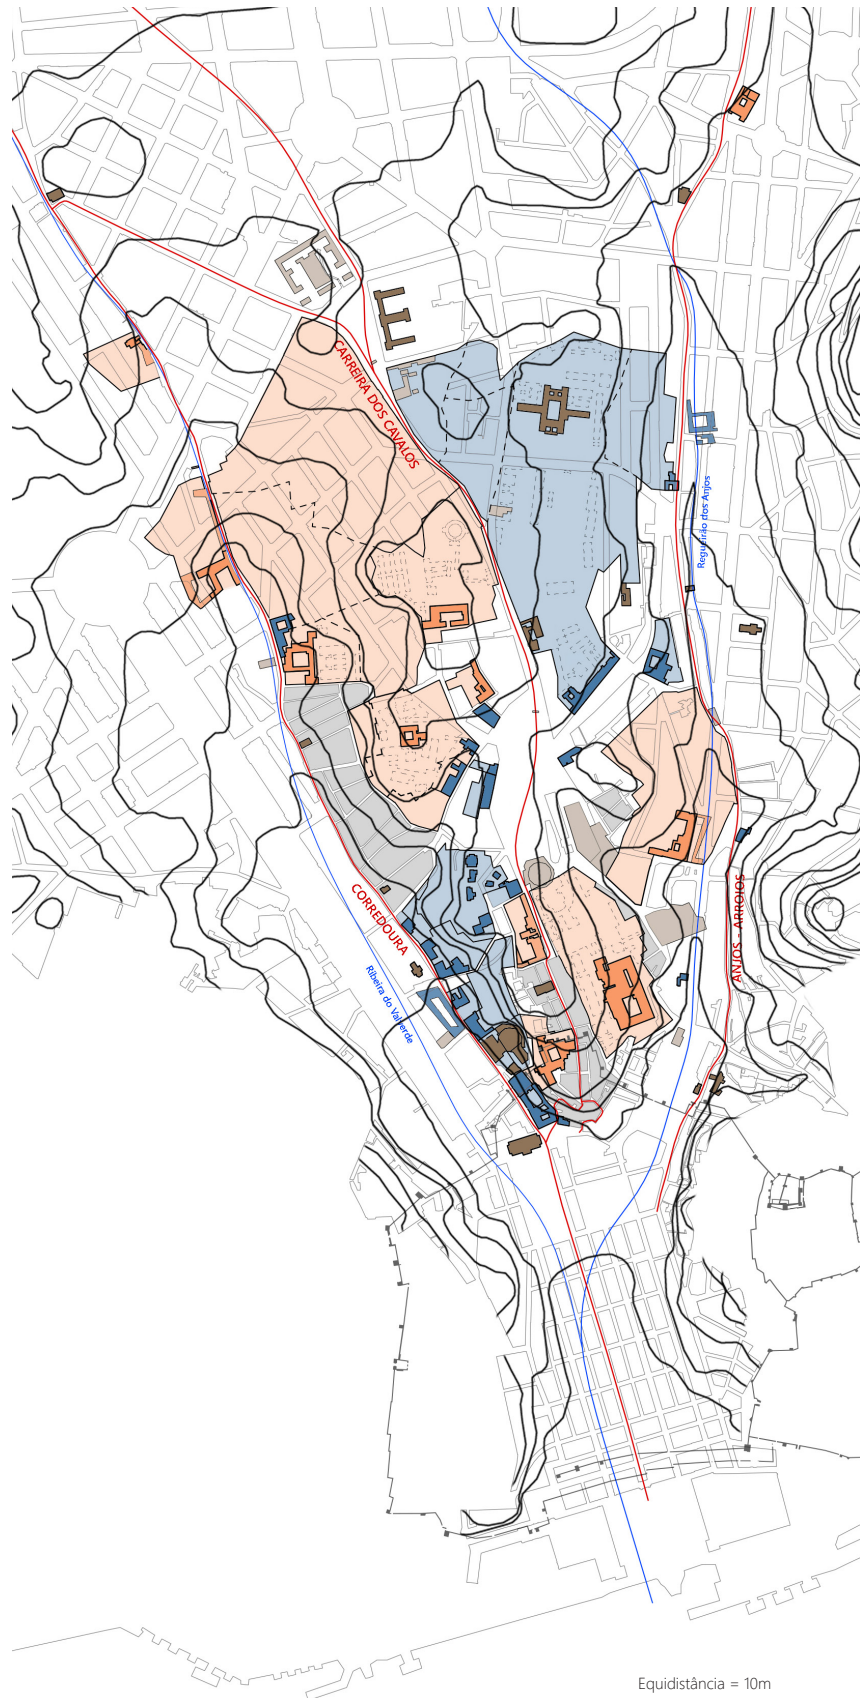 CARREIRA DOS CAVALOS
Regueirão dos Anjos
CORREDOURA
ANJOS - ARROIOS
Ribeira do Valverde
Equidistância = 10m